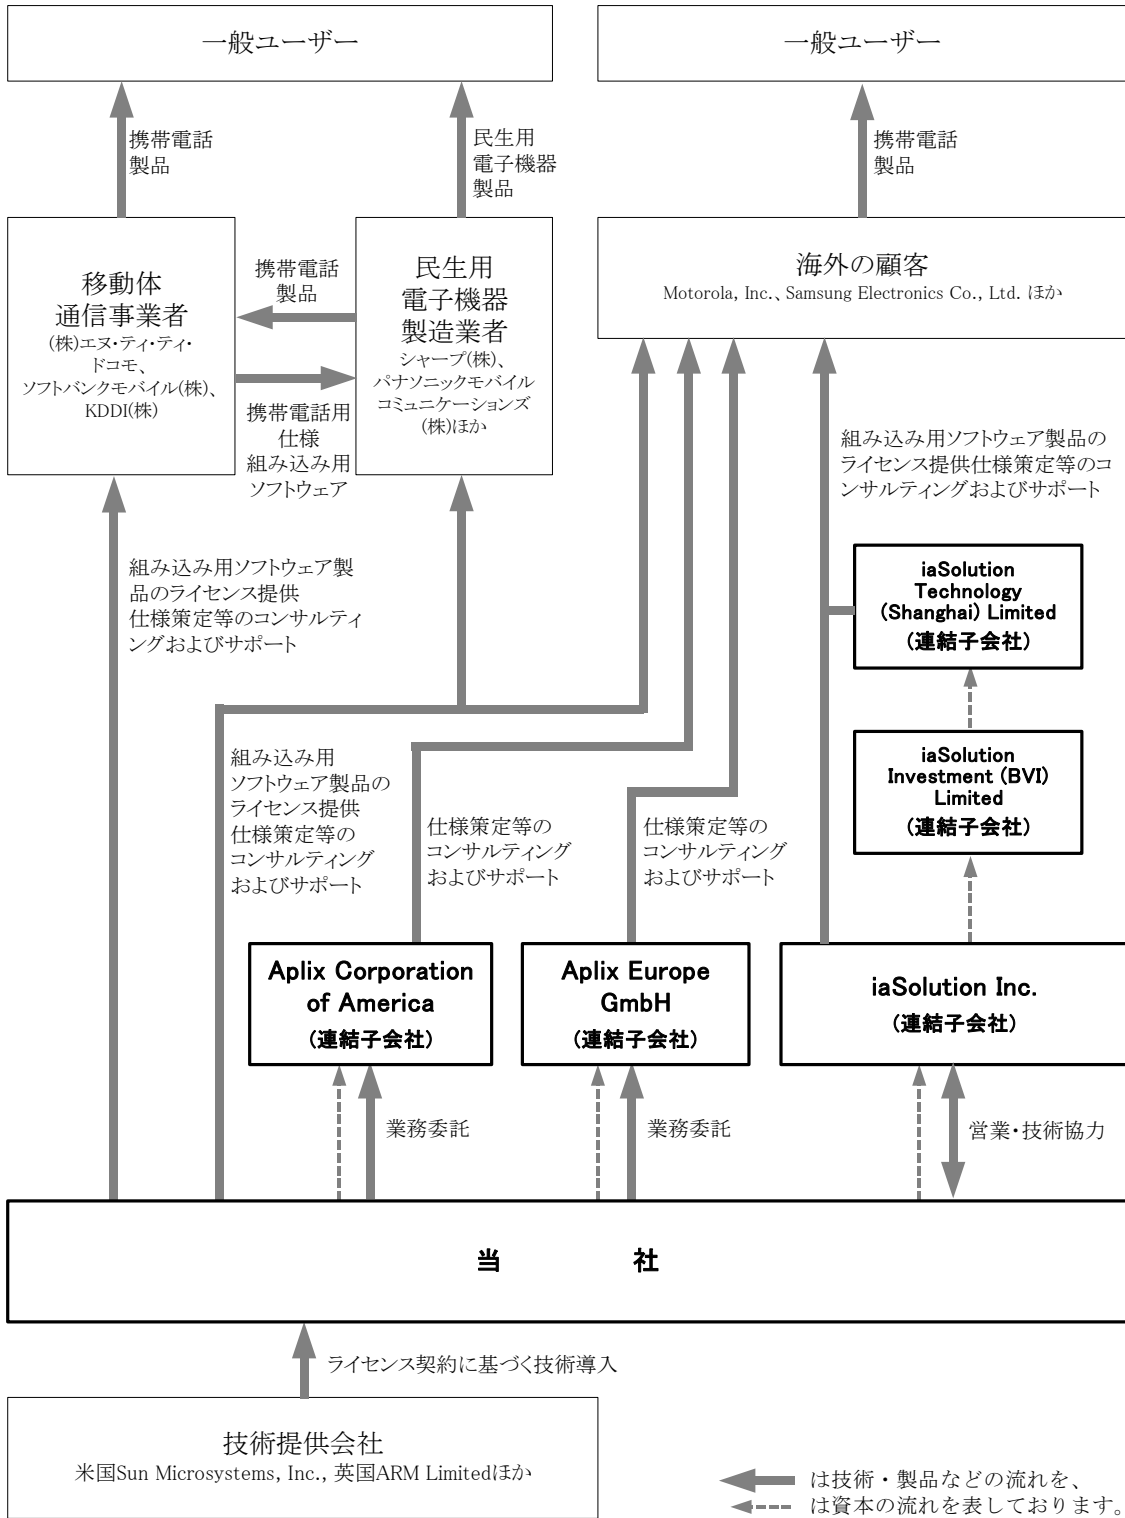 一般ユーザー
一般ユーザー
携帯電話
製品
民生用
電子機器
製品
携帯電話
製品
移動体
通信事業者
(株)エヌ・ティ・ティ・
ドコモ、
ソフトバンクモバイル(株)、
KDDI(株)
携帯電話
製品
携帯電話用
仕様
組み込み用
ソフトウェア
民生用
電子機器
製造業者
シャープ(株)、
パナソニックモバイル
コミュニケーションズ
(株)ほか
海外の顧客
Motorola, Inc.、Samsung Electronics Co., Ltd. ほか
組み込み用ソフトウェア製品の
ライセンス提供仕様策定等のコ
ンサルティングおよびサポート
組み込み用ソフトウェア製
品のライセンス提供
仕様策定等のコンサルティ
ングおよびサポート
iaSolution
Technology
(Shanghai) Limited
(連結子会社)
iaSolution
Investment (BVI)
Limited
(連結子会社)
組み込み用
ソフトウェア製品の
ライセンス提供
仕様策定等の
コンサルティング
およびサポート
仕様策定等の
コンサルティング
およびサポート
仕様策定等の
コンサルティング
およびサポート
Aplix Corporation
of America
(連結子会社)
Aplix Europe
GmbH
(連結子会社)
iaSolution Inc.
(連結子会社)
業務委託
業務委託
営業・技術協力
当 社
ライセンス契約に基づく技術導入
技術提供会社
米国Sun Microsystems, Inc., 英国ARM Limitedほか
は技術・製品などの流れを、
は資本の流れを表しております。